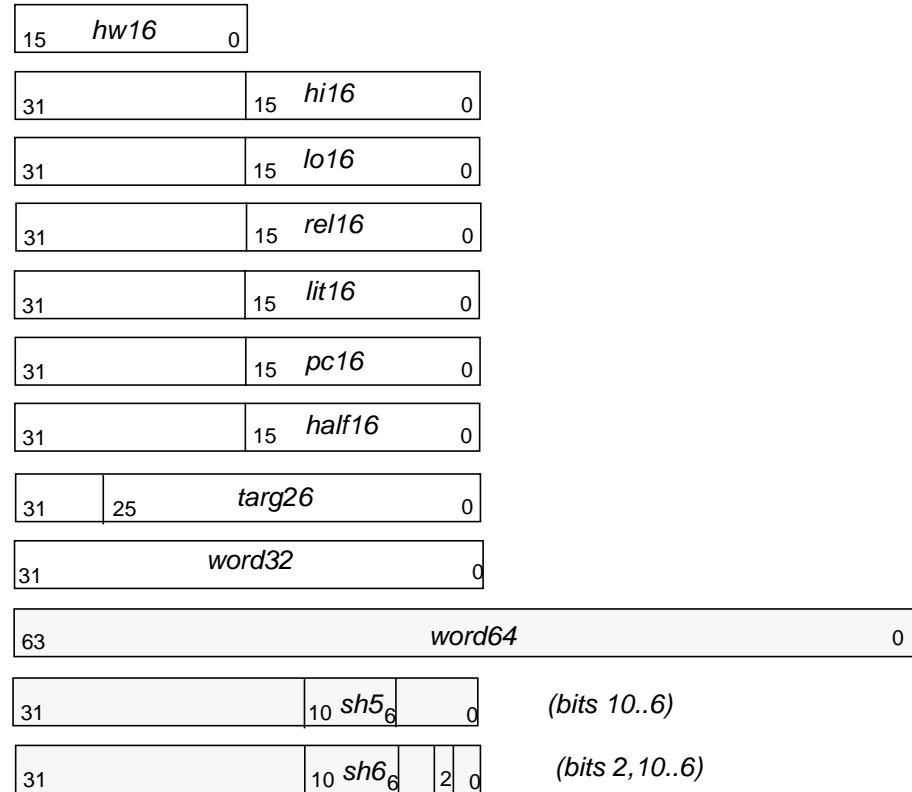 15 hw16 0
31 15 hi16 0
31 15 lo16 0
31 15 rel16 0
31 15 lit16 0
31 15 pc16 0
31 15 half16 0
31 25 targ26 0
31 word32 0
63 word64 0
31 10 sh5 6 0 (bits 10..6)
31 10 sh6 6 2 0 (bits 2,10..6)